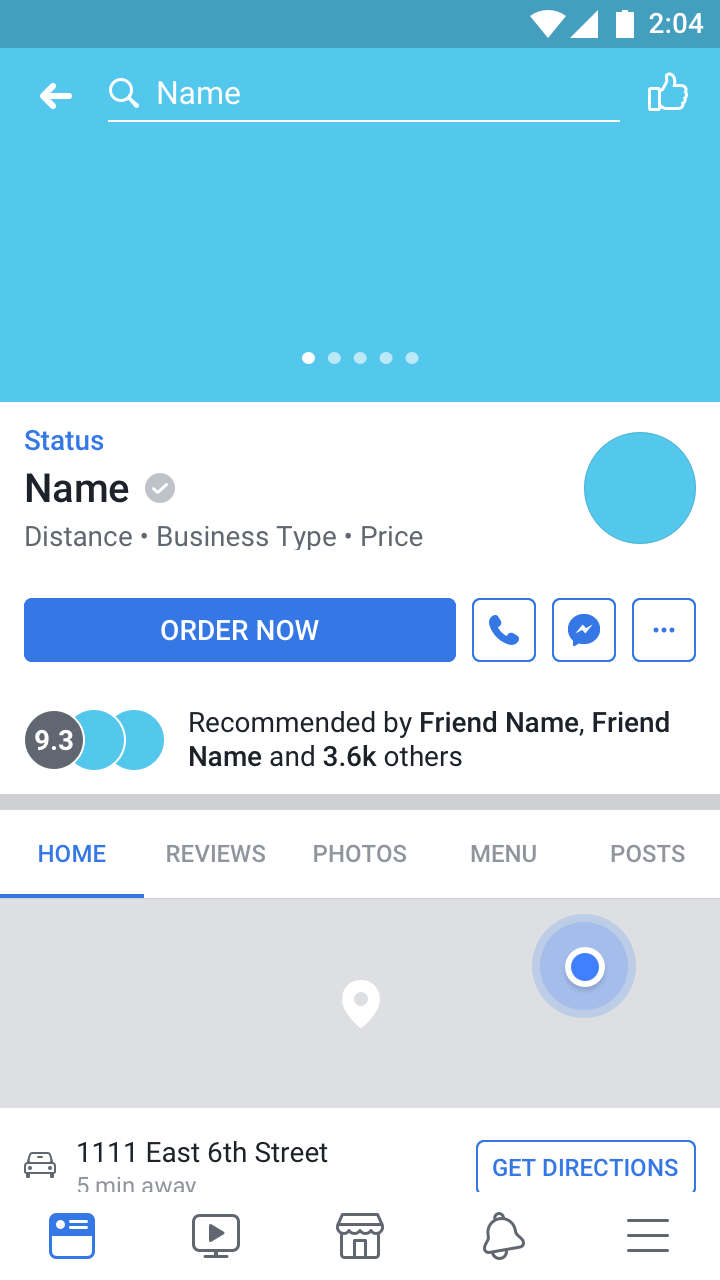 2:04
Name
Status
Name
Distance • Business Type • Price
ORDER NOW
9.3
Recommended by Friend Name, Friend
Name and 3.6k others
HOME REVIEWS PHOTOS MENU POSTS
1111 East 6th Street
GET DIRECTIONS
5 min away